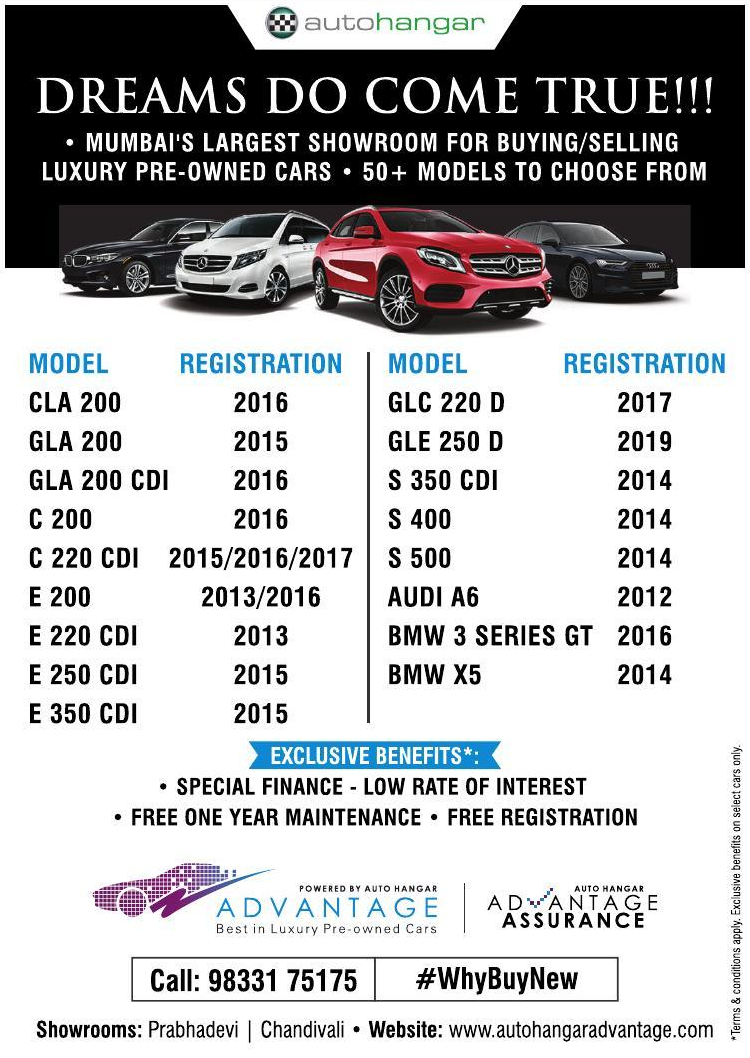 autohangar
DREAMS DO COME TRUE!!!
• MUMBAI'S LARGEST SHOWROOM FOR BUYING/SELLING
LUXURY PRE-OWNED CARS • 50+ MODELS TO CHOOSE FROM
MODEL REGISTRATION
CLA 200 2016
GLA 200 2015
GLA 200 CDI 2016
C 200 2016
C 220 CDI 2015/2016/2017
E 200 2013/2016
E 220 CDI 2013
E 250 CDI 2015
E 350 CDI 2015
MODEL REGISTRATION
GLC 220 D 2017
GLE 250 D 2019
S 350 CDI 2014
S 400 2014
S 500 2014
AUDI A6 2012
BMW 3 SERIES GT 2016
BMW X5 2014
EXCLUSIVE BENEFITS*:
• SPECIAL FINANCE - LOW RATE OF INTEREST
• FREE ONE YEAR MAINTENANCE • FREE REGISTRATION
POWERED BY AUTO HANGAR
ADVANTAGE
Best in Luxury Pre-owned Cars
AUTO HANGAR
ADVANTAGE
ASSURANCE
Call: 98331 75175
#WhyBuyNew
Showrooms: Prabhadevi | Chandivali • Website: www.autohangaradvantage.com
*Terms & conditions apply. Exclusive benefits on select cars only.